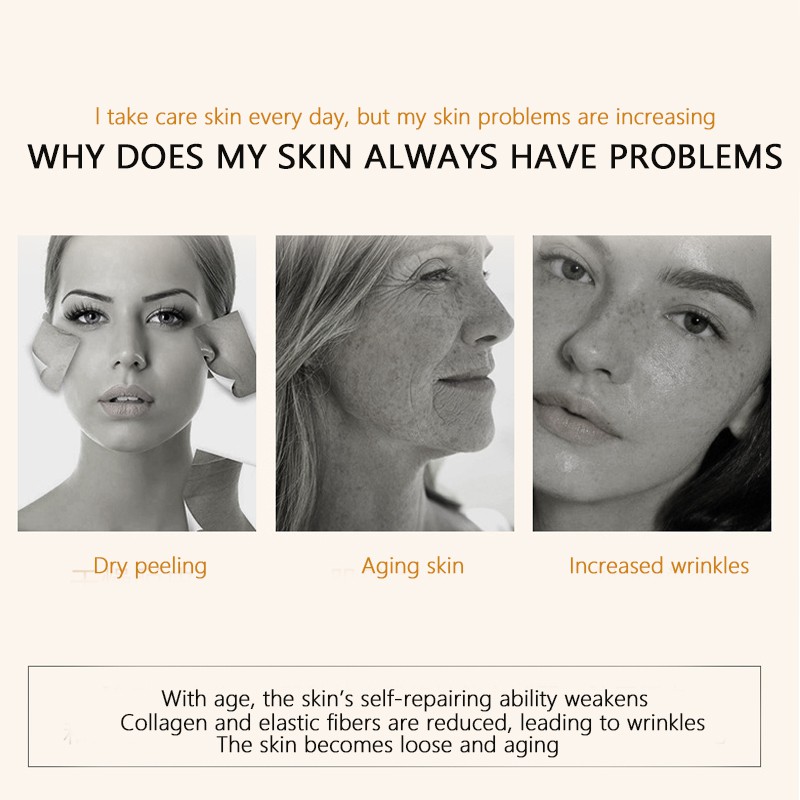 I take care skin every day, but my skin problems are increasing
WHY DOES MY SKIN ALWAYS HAVE PROBLEMS
Dry peeling
Aging skin
Increased wrinkles
With age, the skin's self-repairing ability weakens
Collagen and elastic fibers are reduced, leading to wrinkles
The skin becomes loose and aging